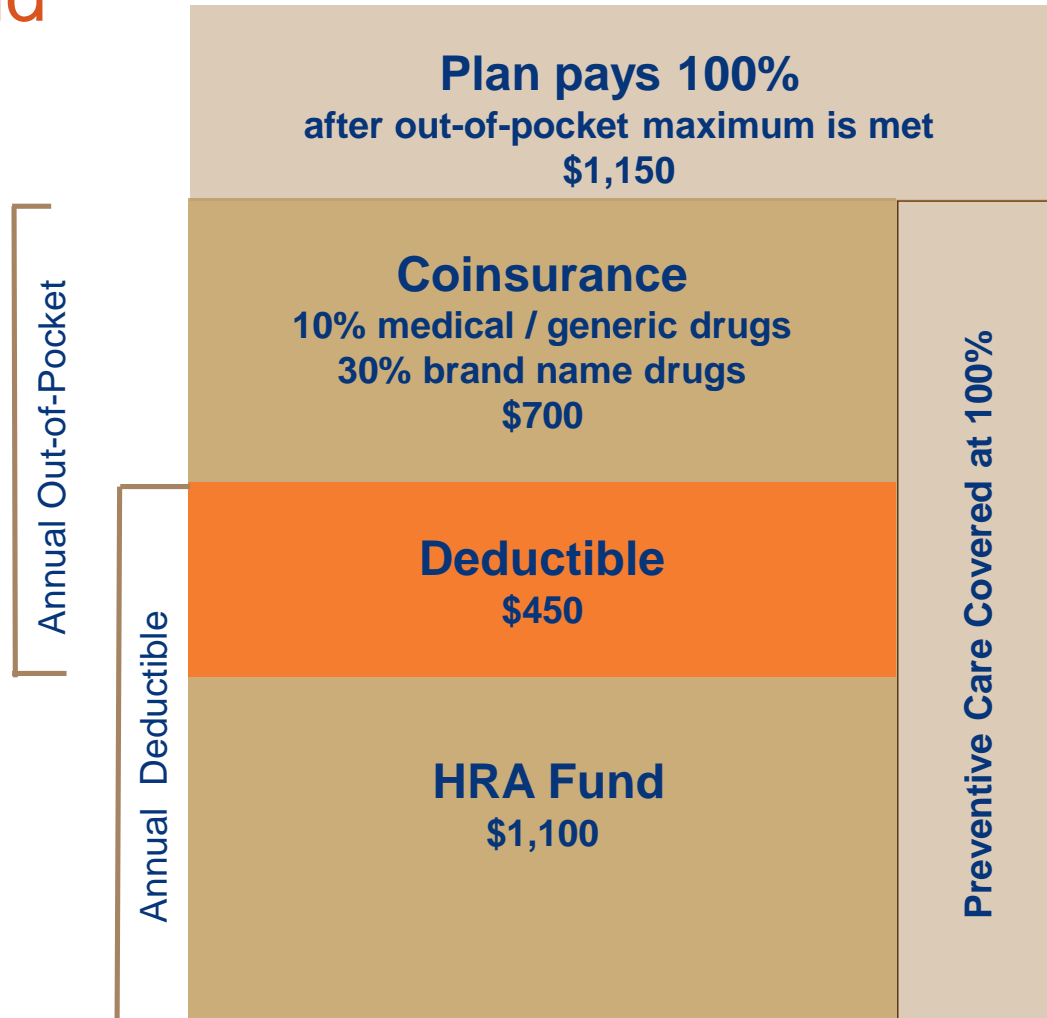 Plan pays 100%
after out-of-pocket maximum is met
$1,150
Annual Out-of-Pocket
Coinsurance
10% medical / generic drugs
30% brand name drugs
$700
Preventive Care Covered at 100%
Annual Deductible
Deductible
$450
HRA Fund
$1,100